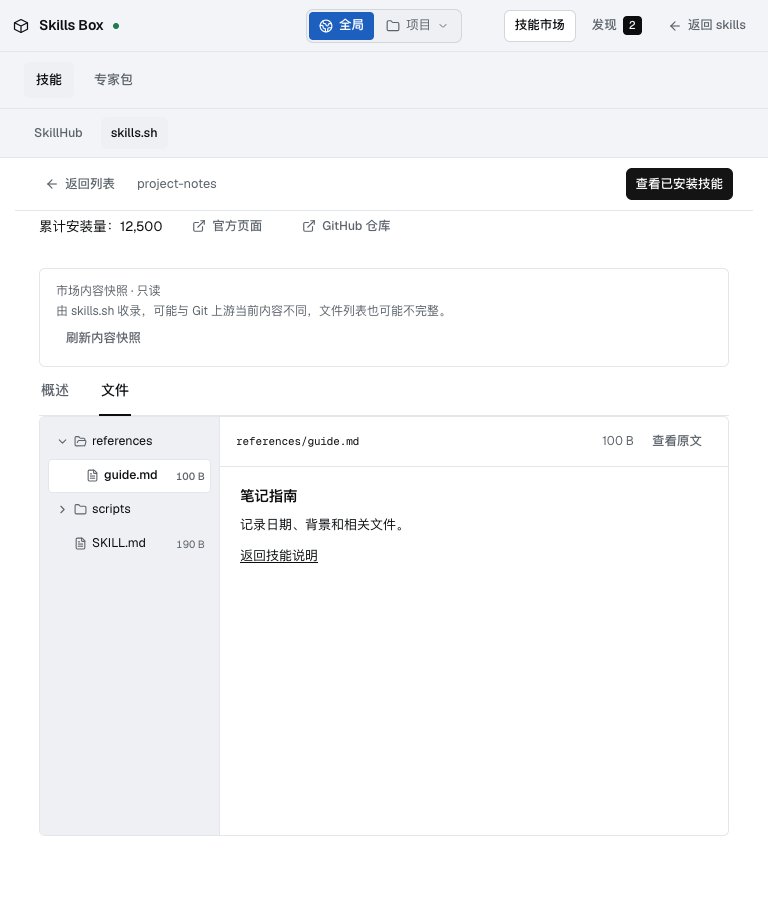 Skills Box
全局
项目
技能市场
发现 2
返回 skills
技能
专家包
SkillHub
skills.sh
返回列表
project-notes
查看已安装技能
累计安装量：12,500
官方页面
GitHub 仓库
市场内容快照 · 只读
由 skills.sh 收录，可能与 Git 上游当前内容不同，文件列表也可能不完整。
刷新内容快照
概述
文件
references
guide.md 100 B
scripts
SKILL.md 190 B
references/guide.md
100 B
查看原文
笔记指南
记录日期、背景和相关文件。
返回技能说明